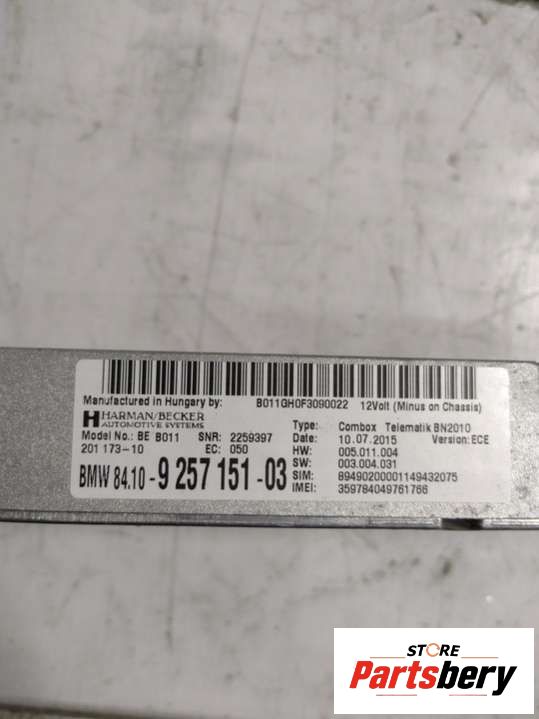 Manufactured in Hungary by: B011GH0F3090022 12Volt (Minus on Chassis)
HARMAN/BECKER
AUTOMOTIVE SYSTEMS
Model No.: BE B011 SNR: 2259397
201 173-10 EC: 050
BMW 84.10-9 257 151-03
Type: Combox Telematik BN2010
Date: 10.07.2015 Version: ECE
HW: 005.011.004
SW: 003.004.031
SIM: 89490200001149432075
IMEI: 359784049761766
STORE
Partsbery